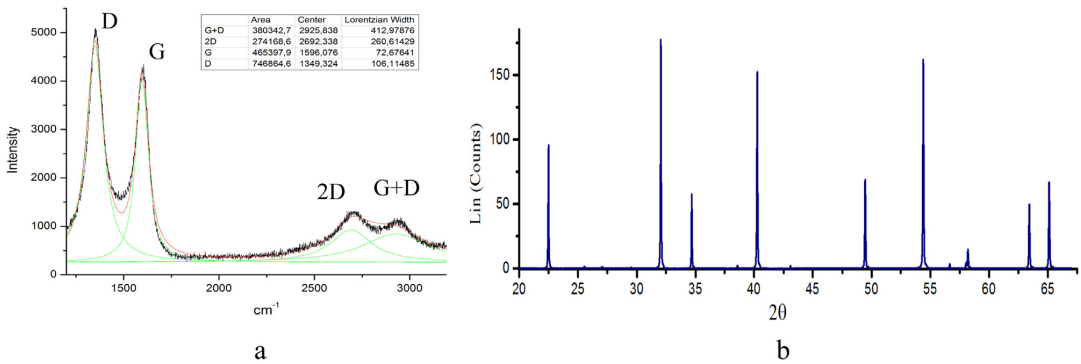 D
G
2D
G+D
Area Center Lorentzian Width
G+D 380342,7 2925,838 412,97876
2D 274168,6 2692,338 260,61429
G 465397,9 1596,076 72,67641
D 746864,6 1349,324 106,11485
Intensity
5000
4000
3000
2000
1000
0
1500 2000 2500 3000
cm⁻¹
a
Lin (Counts)
150
100
50
0
20 25 30 35 40 45 50 55 60 65
2θ
b